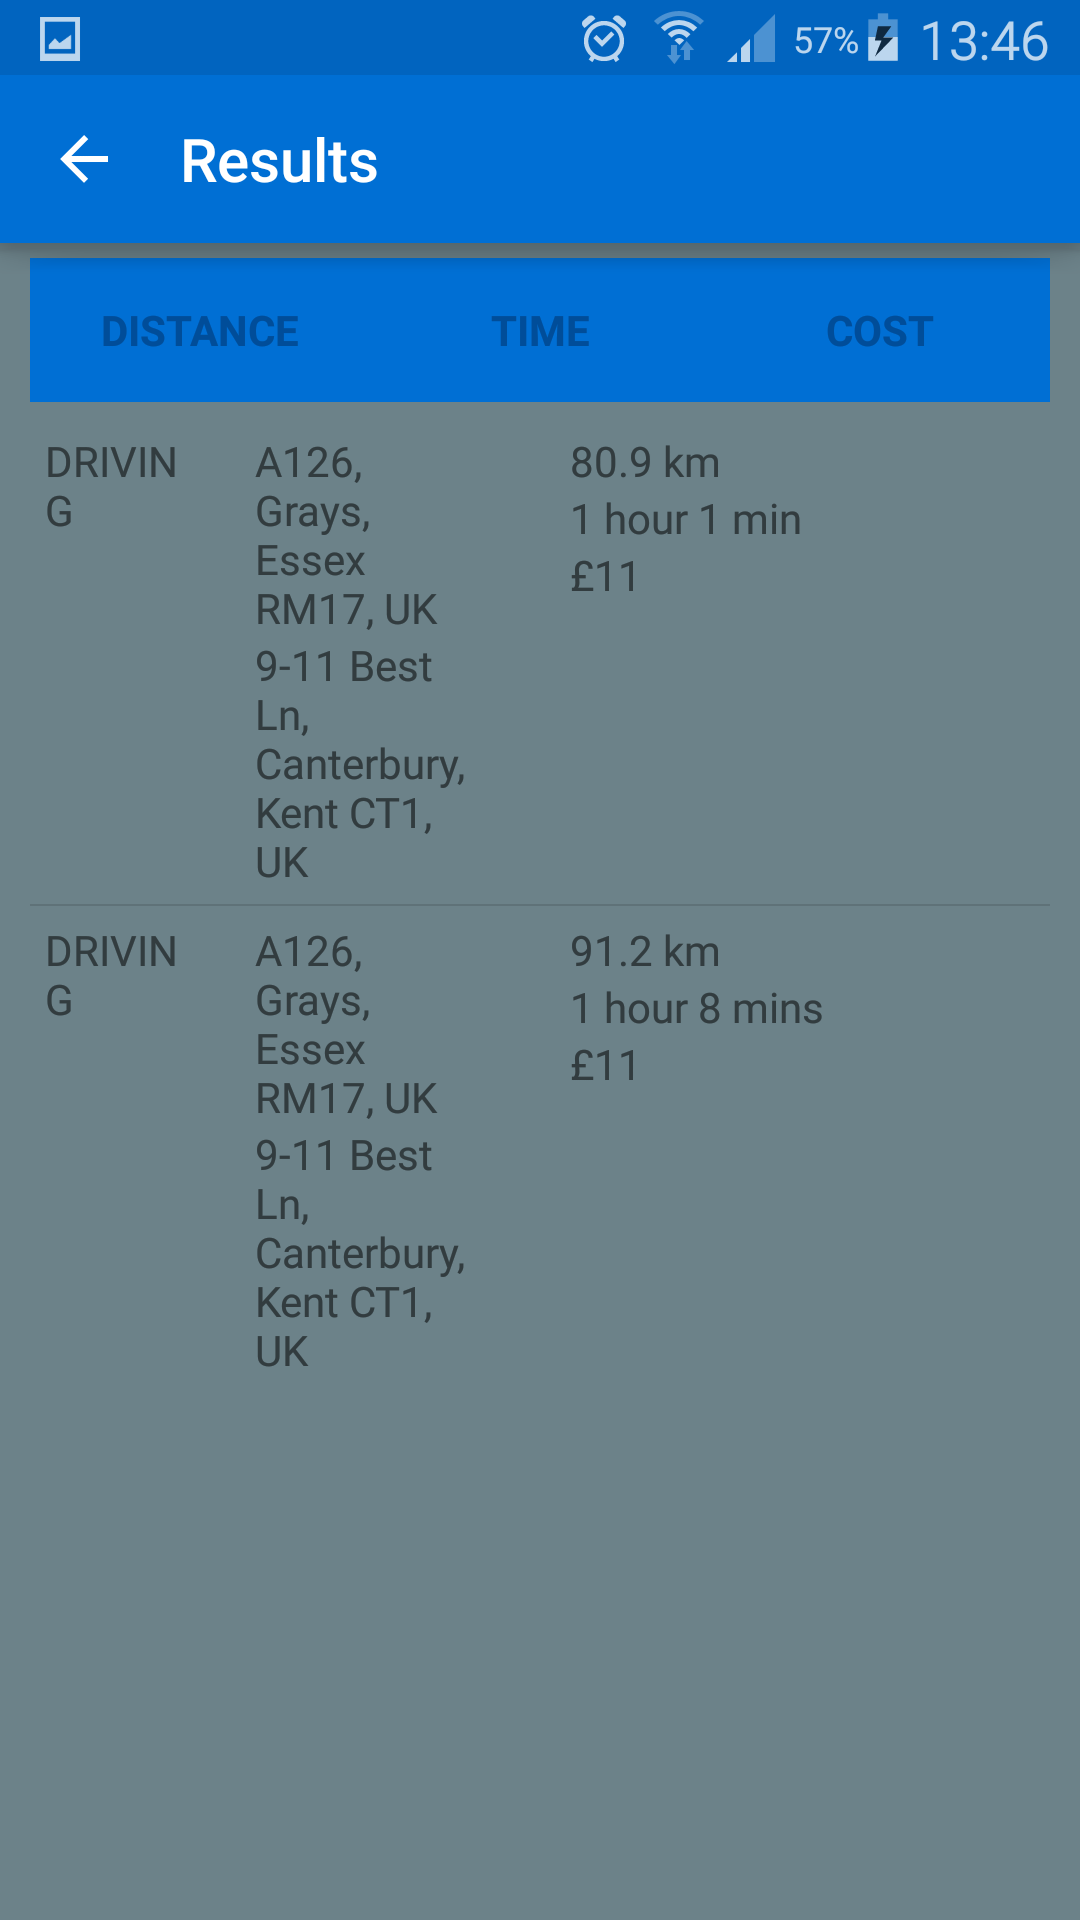 57% 13:46
Results
DISTANCE TIME COST
DRIVIN
G
A126,
Grays,
Essex
RM17, UK
9-11 Best
Ln,
Canterbury,
Kent CT1,
UK
80.9 km
1 hour 1 min
£11
DRIVIN
G
A126,
Grays,
Essex
RM17, UK
9-11 Best
Ln,
Canterbury,
Kent CT1,
UK
91.2 km
1 hour 8 mins
£11